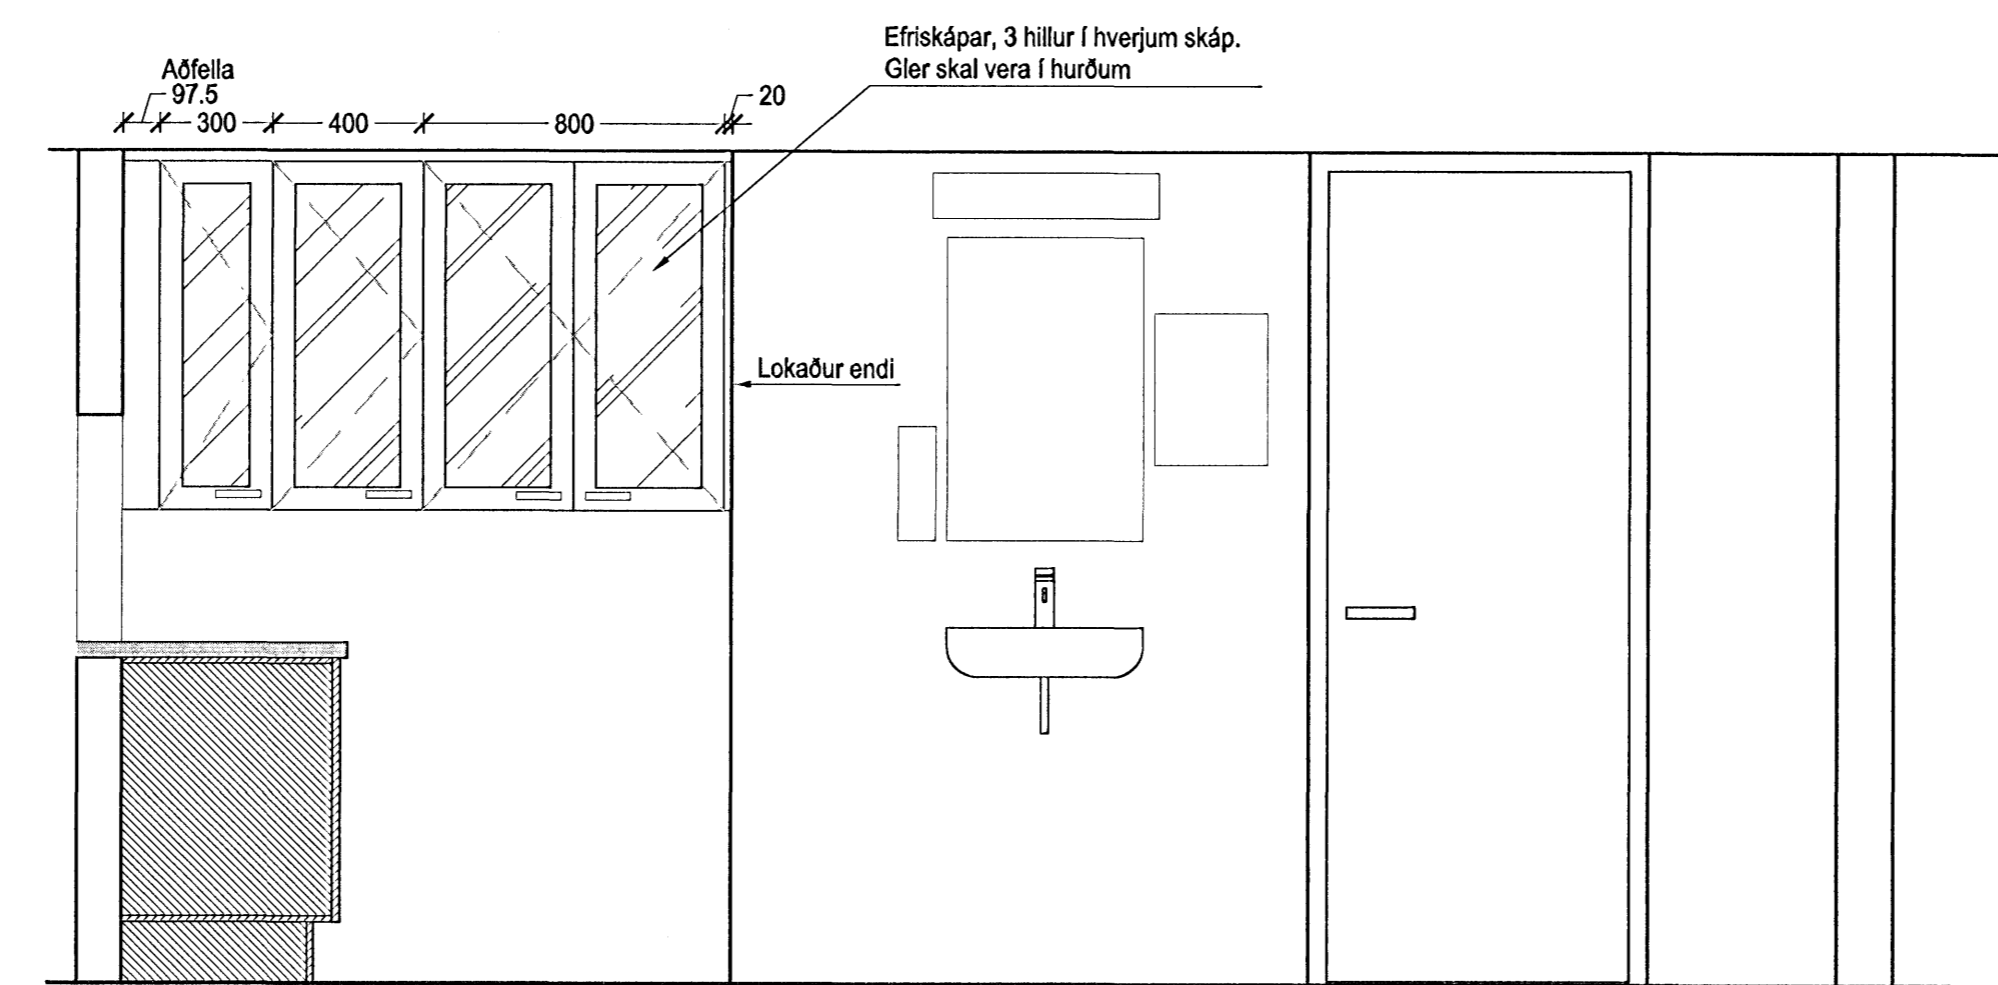 Efriskápar, 3 hillur í hverjum skáp.
Gler skal vera í hurðum
Aðfella
97.5
300
400
800
20
Lokaður endi